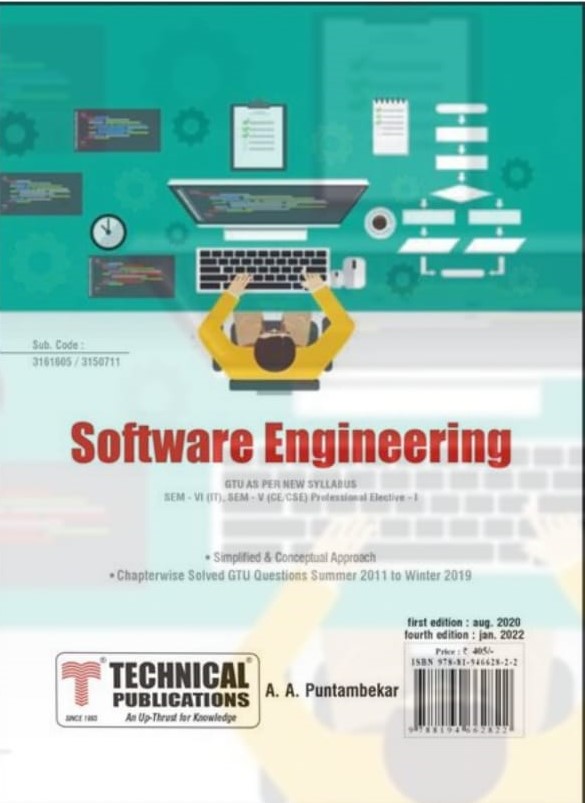 Sub. Code :
3161605 / 3150711
Software Engineering
GTU AS PER NEW SYLLABUS
SEM - VI (IT), SEM - V (CE/CSE) Professional Elective - I
• Simplified & Conceptual Approach
• Chapterwise Solved GTU Questions Summer 2011 to Winter 2019
first edition : aug. 2020
fourth edition : jan. 2022
Price : ₹ 405/-
ISBN 978-81-946628-2-2
9 788194 662822
TECHNICAL®
PUBLICATIONS
SINCE 1993 An Up-Thrust for Knowledge
A. A. Puntambekar